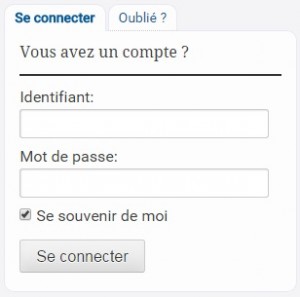 Se connecter Oublié ?
Vous avez un compte ?
Identifiant:
Mot de passe:
Se souvenir de moi
Se connecter